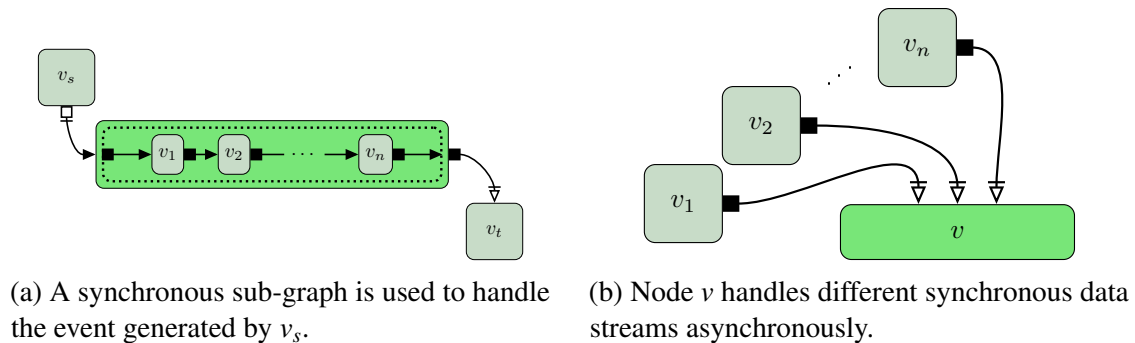 v_s
v_1 v_2 ··· v_n
v_t
(a) A synchronous sub-graph is used to handle
the event generated by v_s.
v_n
v_2
v_1
v
(b) Node v handles different synchronous data
streams asynchronously.